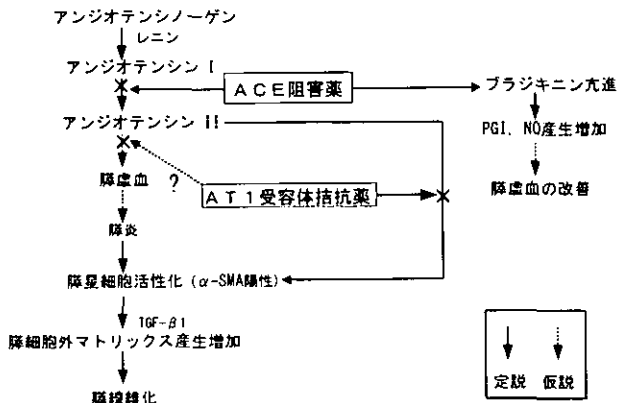 アンジオテンシノーゲン
レニン
アンジオテンシン I
ACE阻害薬
ブラジキニン亢進
アンジオテンシン II
PGI、NO産生増加
膵虚血
?
AT1受容体拮抗薬
膵虚血の改善
膵炎
膵星細胞活性化 (α-SMA陽性)
TGF-β1
膵細胞外マトリックス産生増加
膵線維化
定説 仮説